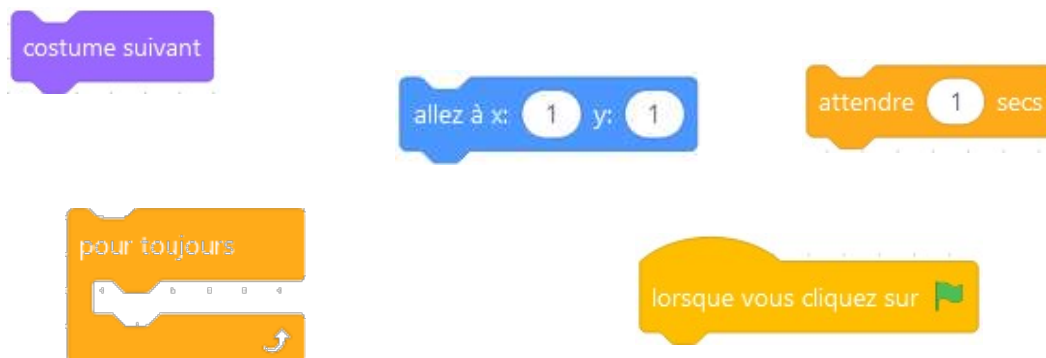 costume suivant
allez à x: 1 y: 1
attendre 1 secs
pour toujours
lorsque vous cliquez sur